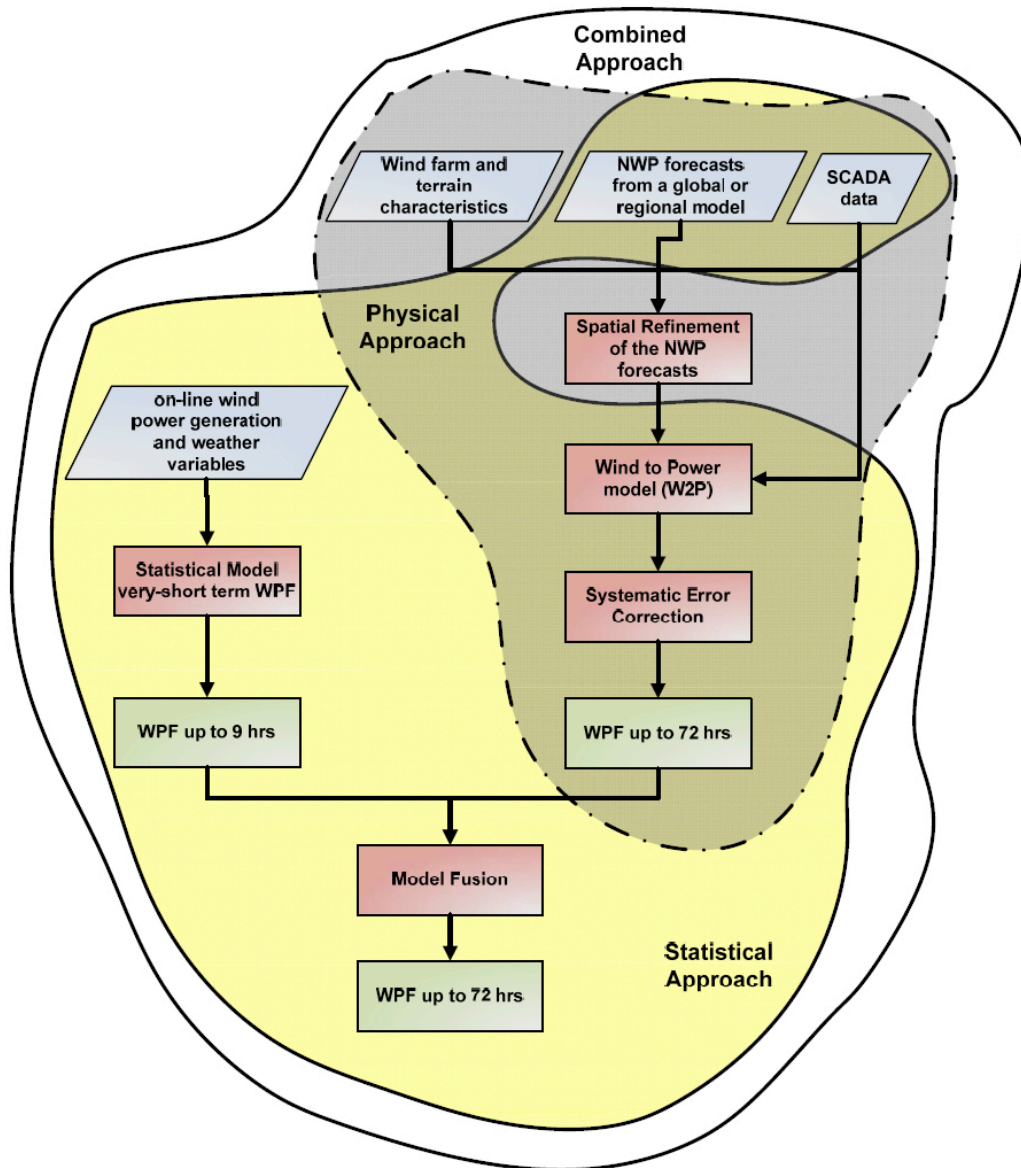 Combined
Approach
Wind farm and
terrain
characteristics
NWP forecasts
from a global or
regional model
SCADA
data
Physical
Approach
Spatial Refinement
of the NWP
forecasts
on-line wind
power generation
and weather
variables
Wind to Power
model (W2P)
Statistical Model
very-short term WPF
Systematic Error
Correction
WPF up to 9 hrs
WPF up to 72 hrs
Model Fusion
Statistical
Approach
WPF up to 72 hrs